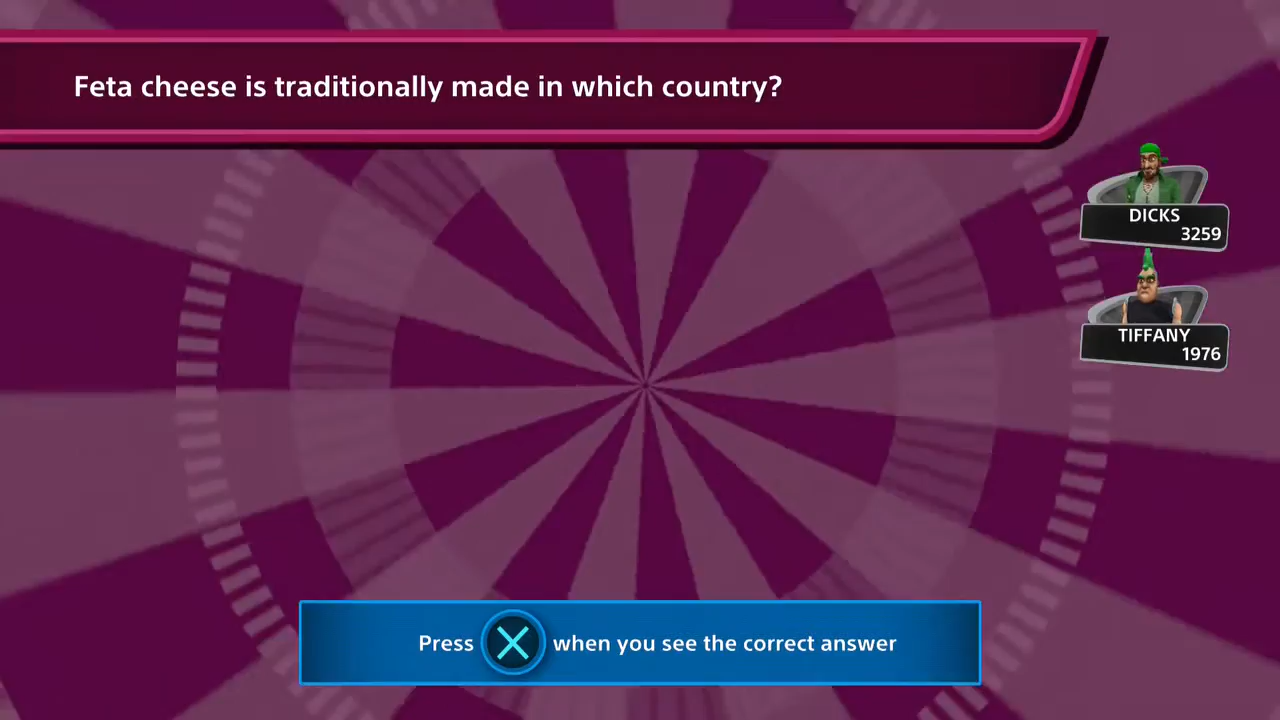 Feta cheese is traditionally made in which country?
DICKS
3259
TIFFANY
1976
Press X when you see the correct answer